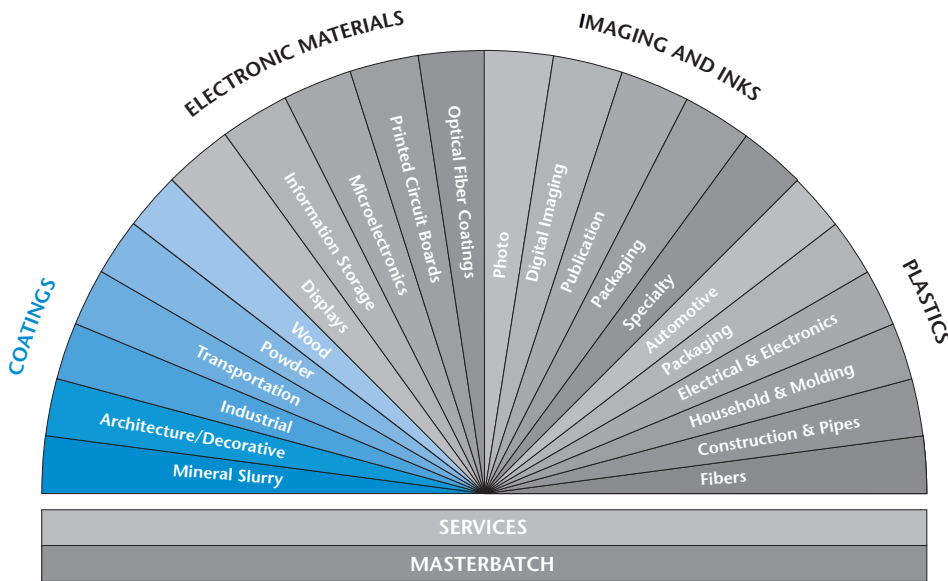 ELECTRONIC MATERIALS
IMAGING AND INKS
COATINGS
PLASTICS
Mineral Slurry
Architecture/Decorative
Industrial
Transportation
Powder
Wood
Displays
Information Storage
Microelectronics
Printed Circuit Boards
Optical Fiber Coatings
Photo
Digital Imaging
Publication
Packaging
Specialty
Automotive
Packaging
Electrical & Electronics
Household & Molding
Construction & Pipes
Fibers
SERVICES
MASTERBATCH